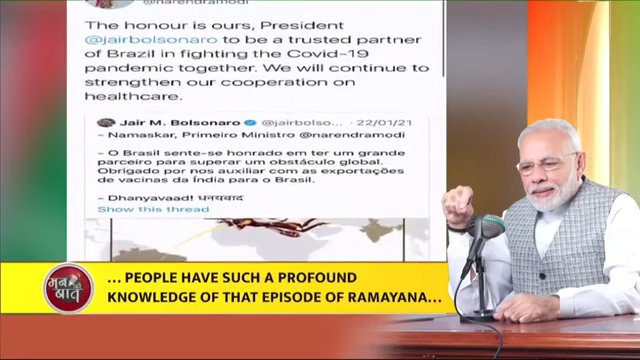 @narendramodi
The honour is ours, President
@jairbolsonaro to be a trusted partner
of Brazil in fighting the Covid-19
pandemic together. We will continue to
strengthen our cooperation on
healthcare.
Jair M. Bolsonaro @jairbolso... · 22/01/21
- Namaskar, Primeiro Ministro @narendramodi
- O Brasil sente-se honrado em ter um grande
parceiro para superar um obstáculo global.
Obrigado por nos auxiliar com as exportações
de vacinas da Índia para o Brasil.
- Dhanyavaad! धन्यवाद
Show this thread
मन
की
बात
... PEOPLE HAVE SUCH A PROFOUND
KNOWLEDGE OF THAT EPISODE OF RAMAYANA...